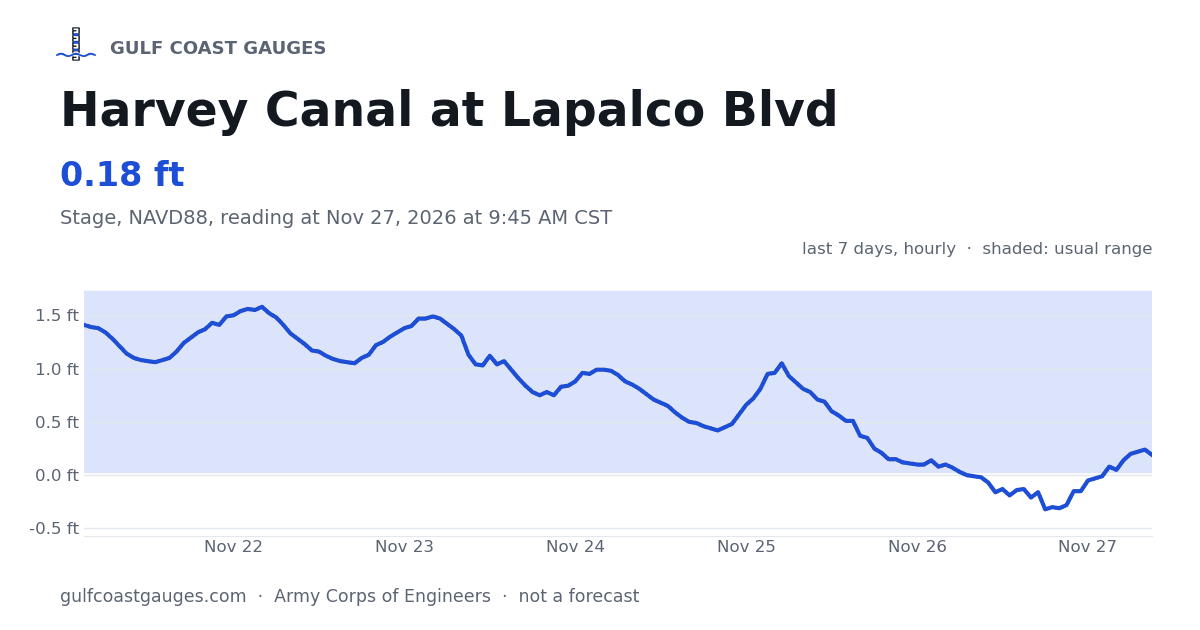 GULF COAST GAUGES
Harvey Canal at Lapalco Blvd
0.18 ft
Stage, NAVD88, reading at Nov 27, 2026 at 9:45 AM CST
last 7 days, hourly · shaded: usual range
1.5 ft
1.0 ft
0.5 ft
0.0 ft
-0.5 ft
Nov 22 Nov 23 Nov 24 Nov 25 Nov 26 Nov 27
gulfcoastgauges.com · Army Corps of Engineers · not a forecast